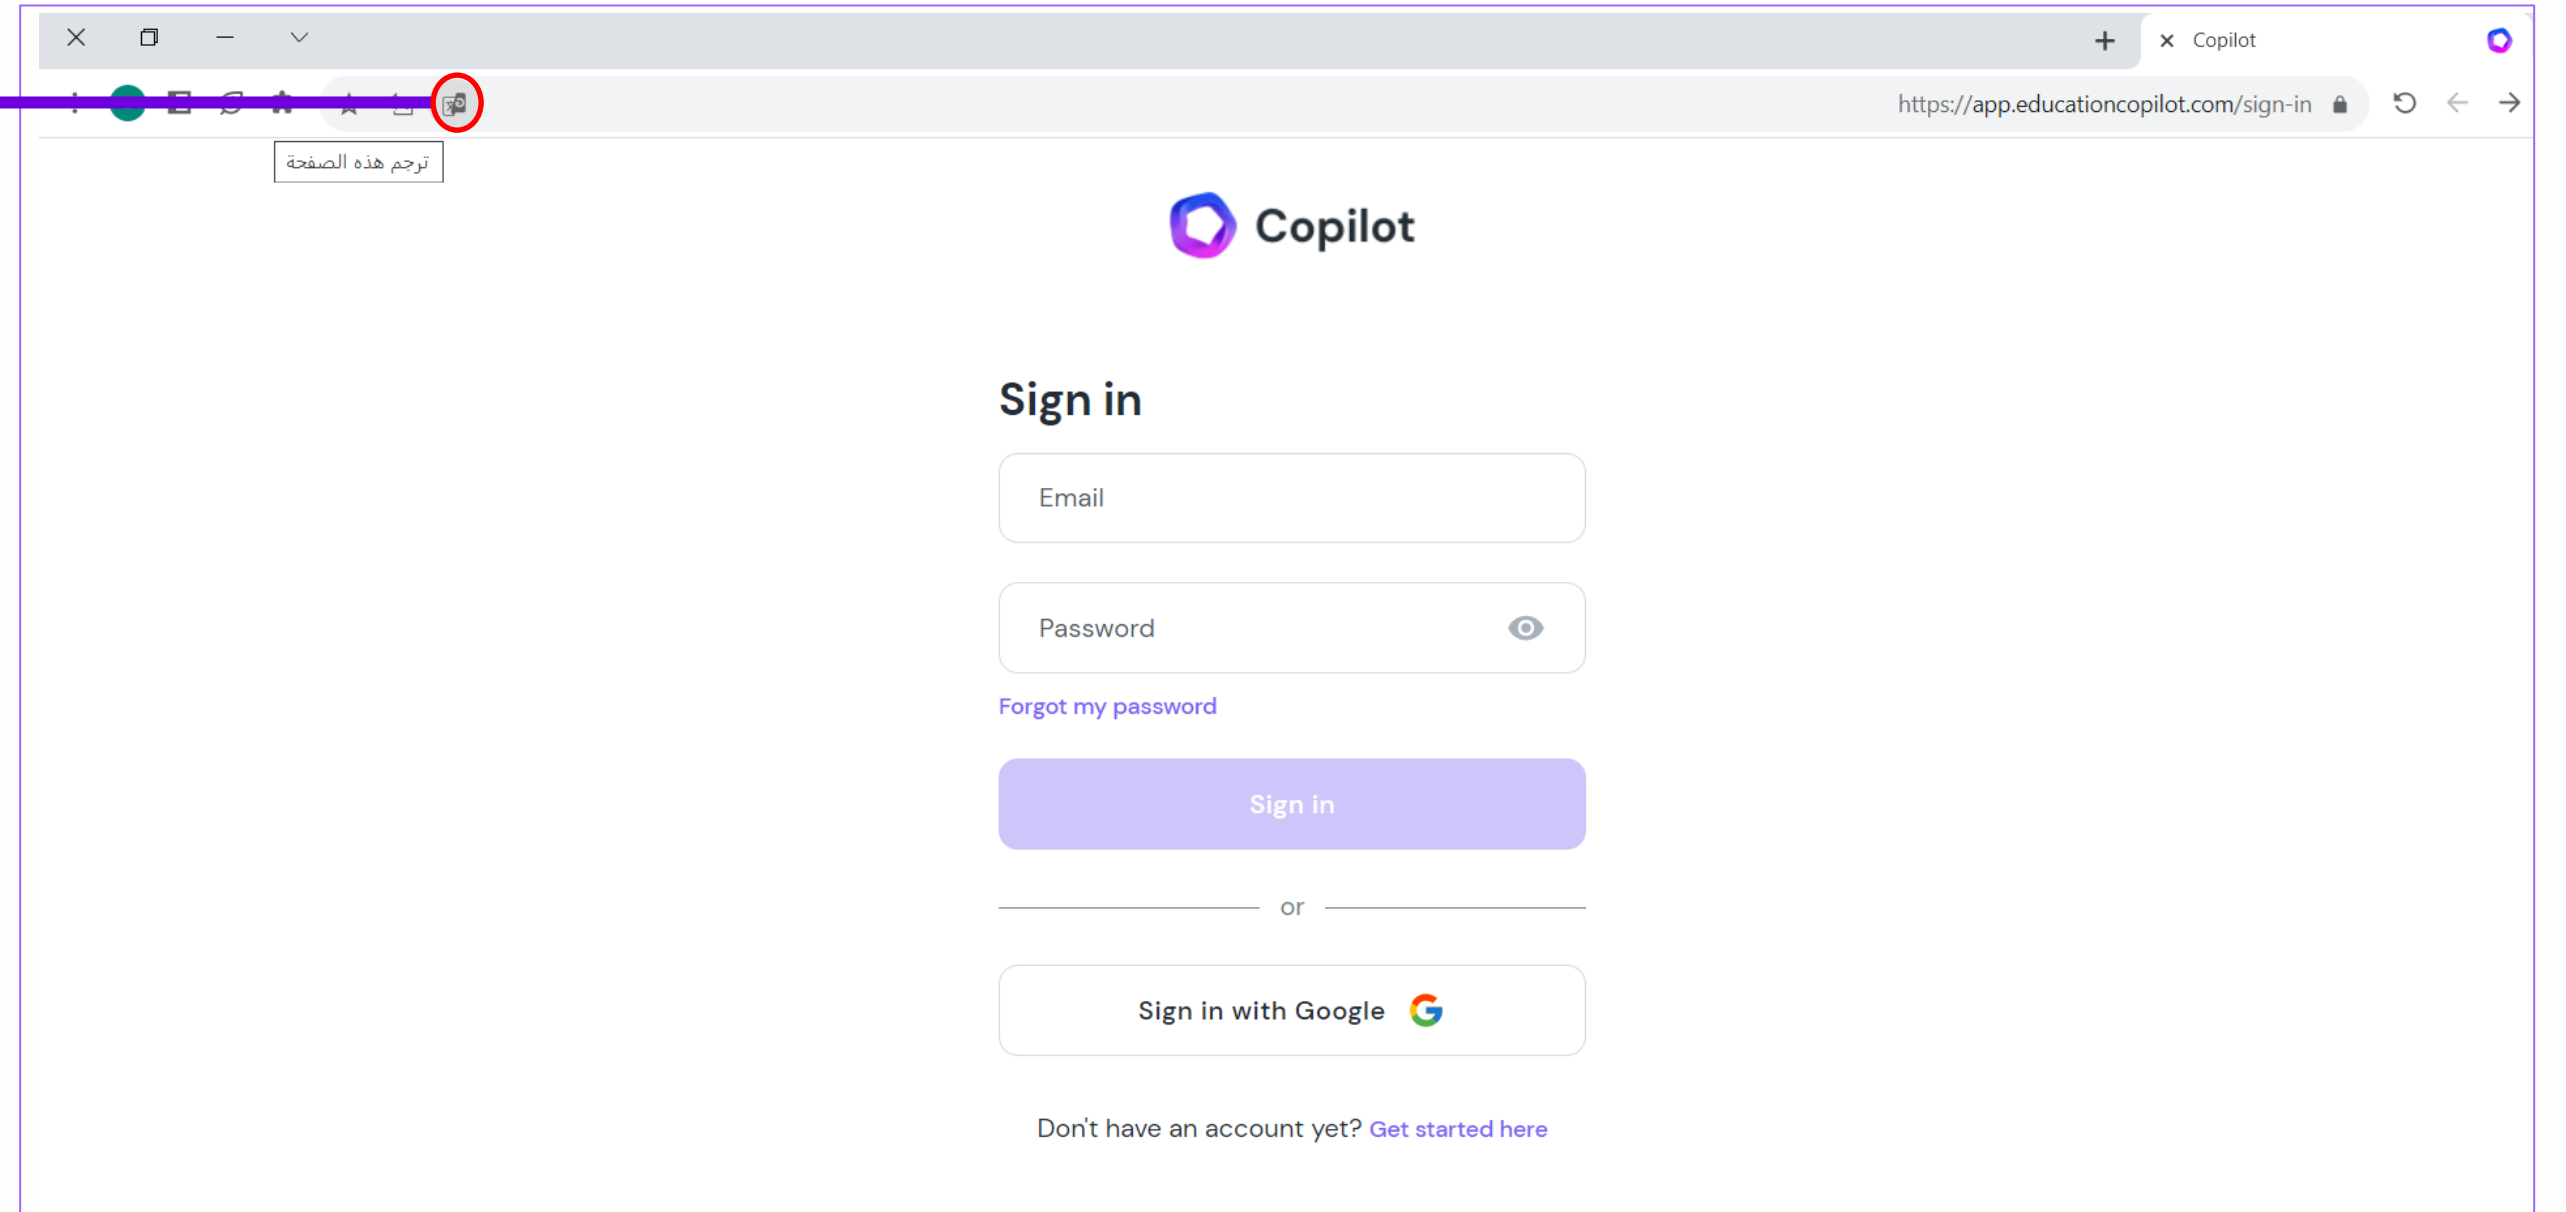 Copilot
https://app.educationcopilot.com/sign-in
ترجم هذه الصفحة
Copilot
Sign in
Email
Password
Forgot my password
Sign in
or
Sign in with Google
Don't have an account yet? Get started here